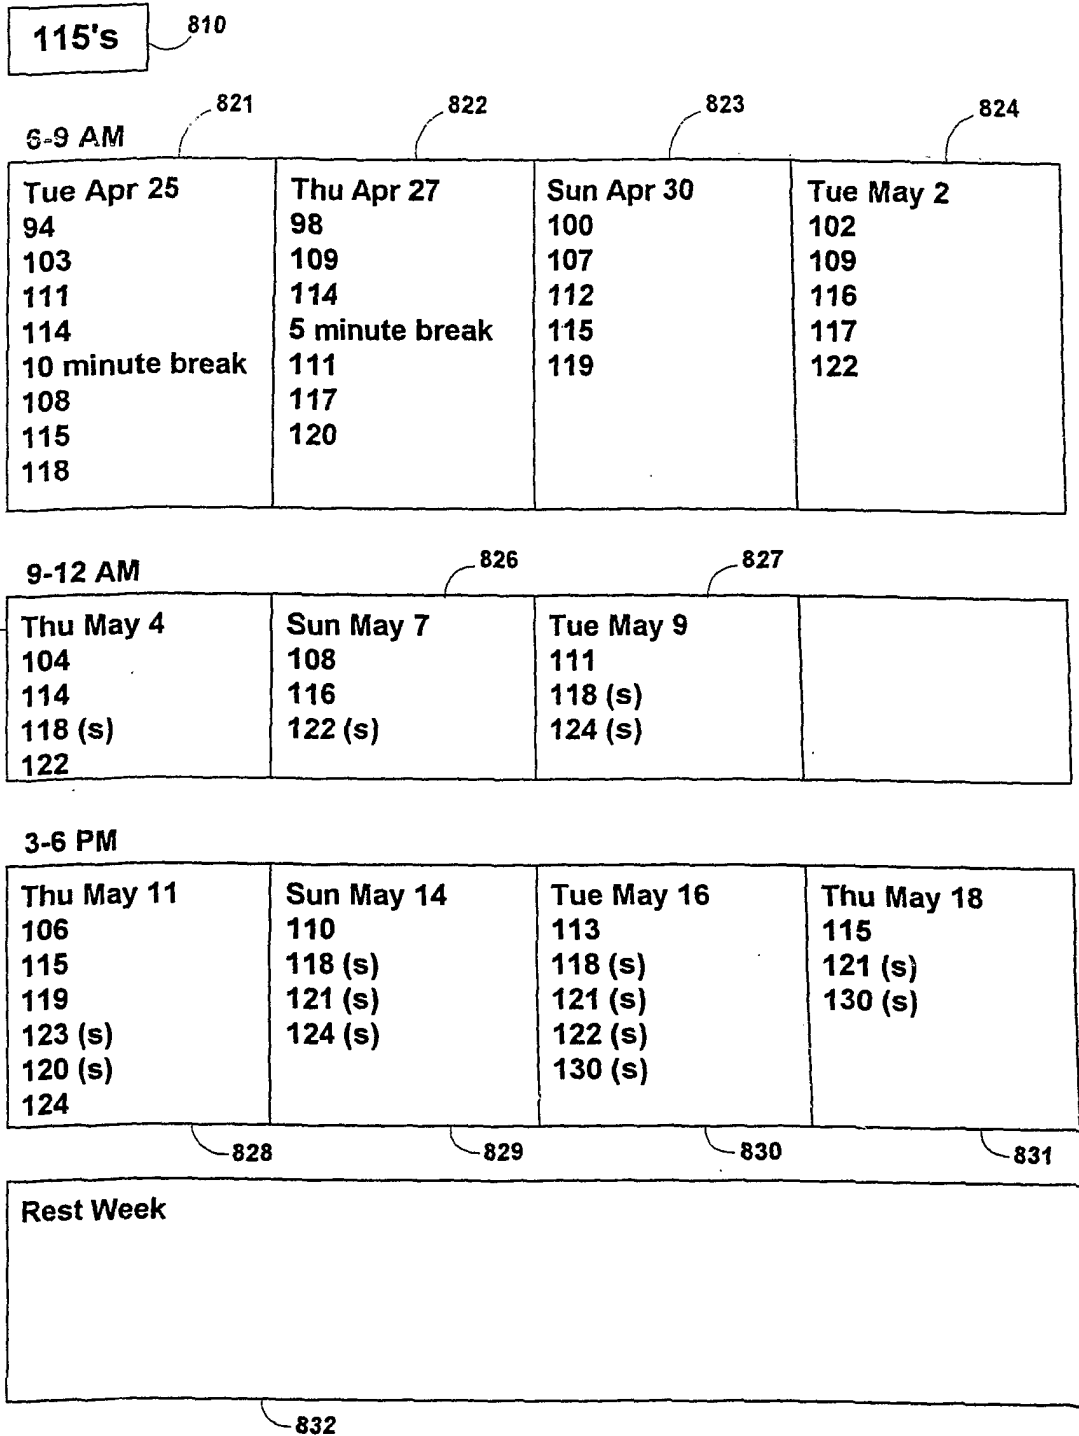 115's
810
821
822
823
824
6-9 AM
Tue Apr 25
94
103
111
114
10 minute break
108
115
118
Thu Apr 27
98
109
114
5 minute break
111
117
120
Sun Apr 30
100
107
112
115
119
Tue May 2
102
109
116
117
122
9-12 AM
826
827
Thu May 4
104
114
118 (s)
122
Sun May 7
108
116
122 (s)
Tue May 9
111
118 (s)
124 (s)
3-6 PM
Thu May 11
106
115
119
123 (s)
120 (s)
124
Sun May 14
110
118 (s)
121 (s)
124 (s)
Tue May 16
113
118 (s)
121 (s)
122 (s)
130 (s)
Thu May 18
115
121 (s)
130 (s)
828
829
830
831
Rest Week
832